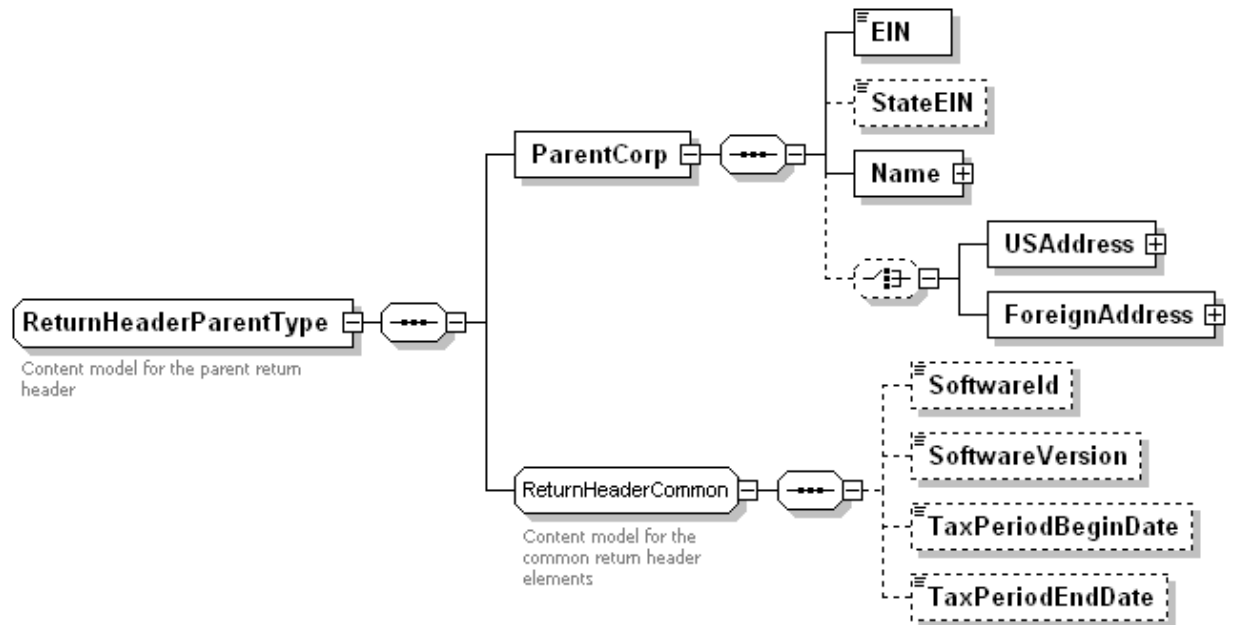 EIN
StateEIN
ParentCorp
Name
USAddress
ForeignAddress
ReturnHeaderParentType
Content model for the parent return
header
SoftwareId
SoftwareVersion
ReturnHeaderCommon
Content model for the
common return header
elements
TaxPeriodBeginDate
TaxPeriodEndDate